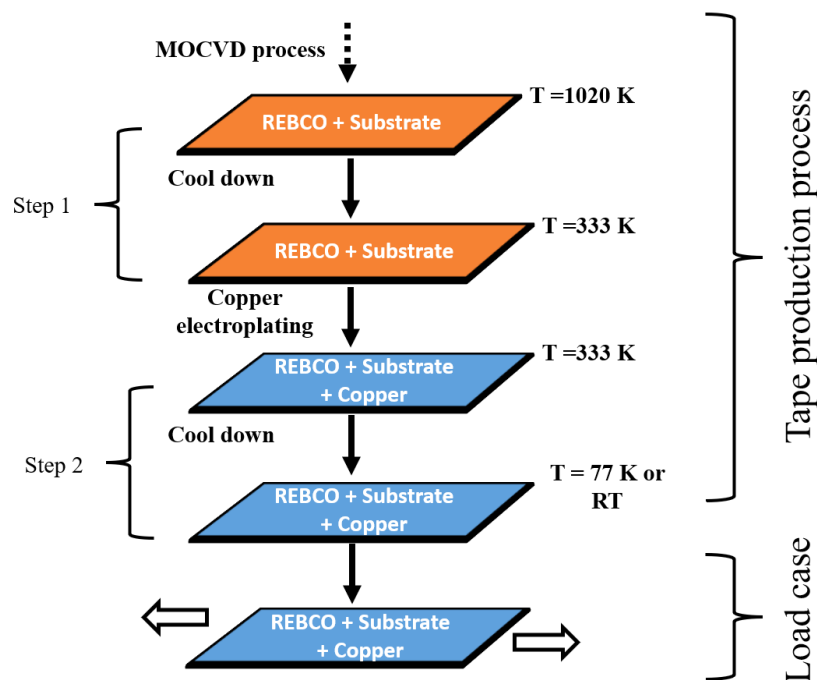 MOCVD process
T =1020 K
REBCO + Substrate
Step 1
Cool down
T =333 K
REBCO + Substrate
Copper
electroplating
T =333 K
REBCO + Substrate
+ Copper
Step 2
Cool down
T = 77 K or
RT
REBCO + Substrate
+ Copper
Tape production process
REBCO + Substrate
+ Copper
Load case